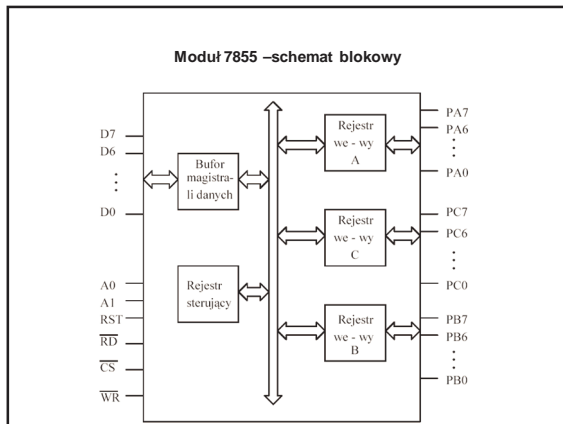 Moduł 7855 –schemat blokowy
D7
D6
D0
A0
A1
RST
RD
CS
WR
Bufor
magistra-
li danych
Rejestr
sterujący
Rejestr
we - wy
A
Rejestr
we - wy
C
Rejestr
we - wy
B
PA7
PA6
PA0
PC7
PC6
PC0
PB7
PB6
PB0